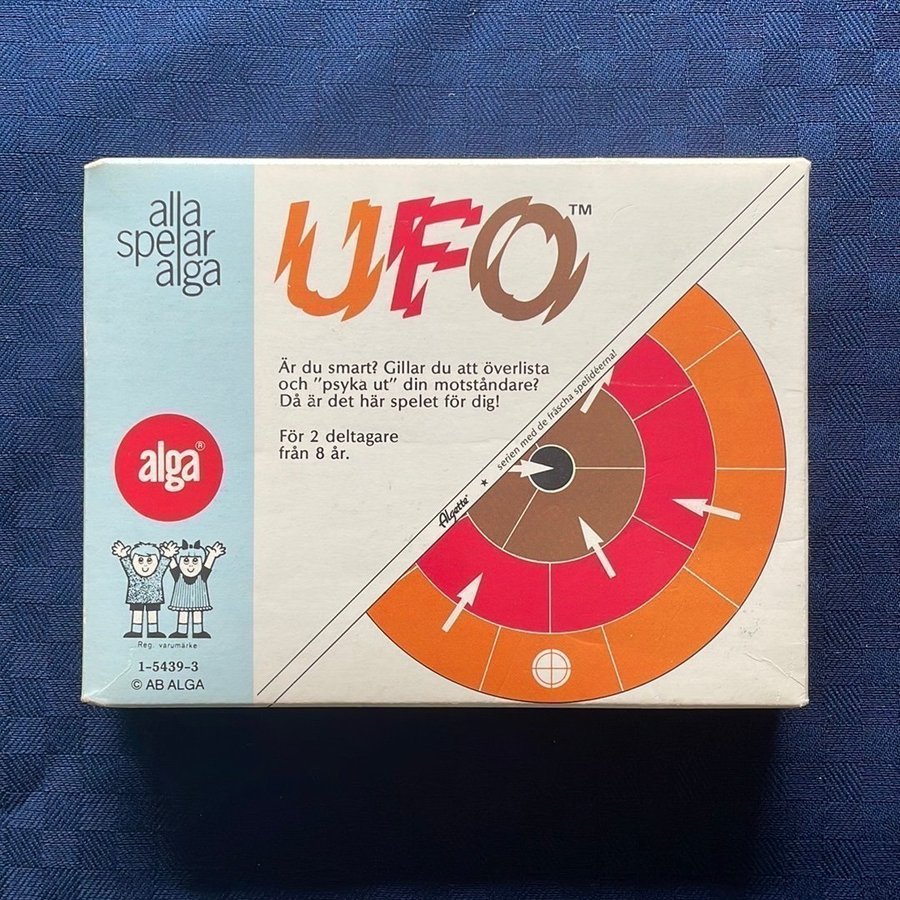 alla
spelar
alga
UFO™
Är du smart? Gillar du att överlista
och ”psyka ut” din motståndare?
Då är det här spelet för dig!
För 2 deltagare
från 8 år.
Algette® ★ serien med de fräscha spelidéerna!
alga®
Reg. varumärke
1-5439-3
© AB ALGA